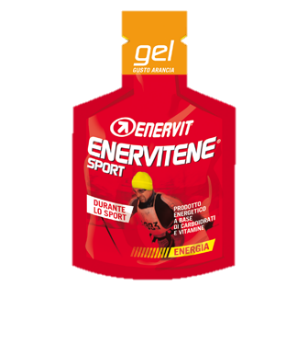 gel
GUSTO ARANCIA
ENERVIT
ENERVITENE®
SPORT
DURANTE
LO SPORT
PRODOTTO
ENERGETICO
A BASE
DI CARBOIDRATI
E VITAMINE
ENERGIA